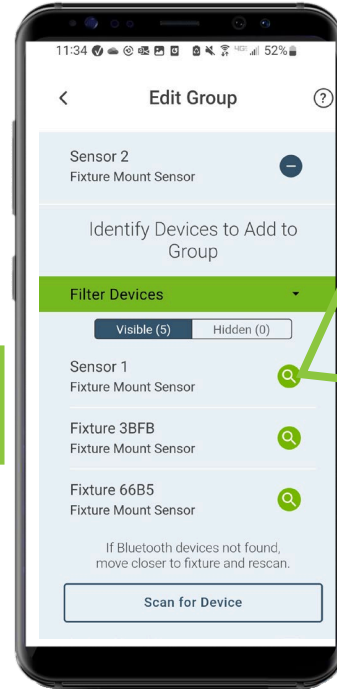 11:34 52%
Edit Group
?
Sensor 2
Fixture Mount Sensor
Identify Devices to Add to
Group
Filter Devices
Visible (5) Hidden (0)
Sensor 1
Fixture Mount Sensor
Fixture 3BFB
Fixture Mount Sensor
Fixture 66B5
Fixture Mount Sensor
If Bluetooth devices not found,
move closer to fixture and rescan.
Scan for Device